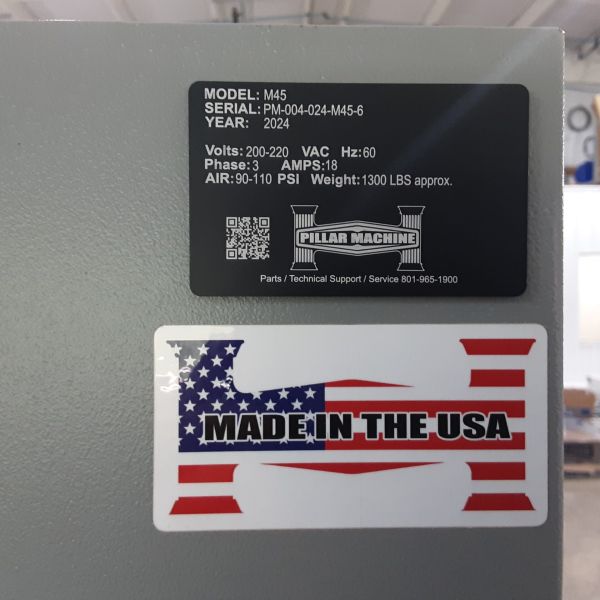 MODEL: M45
SERIAL: PM-004-024-M45-6
YEAR: 2024
Volts: 200-220 VAC Hz: 60
Phase: 3 AMPS: 18
AIR: 90-110 PSI Weight: 1300 LBS approx.
PILLAR MACHINE
Parts / Technical Support / Service 801-965-1900
MADE IN THE USA